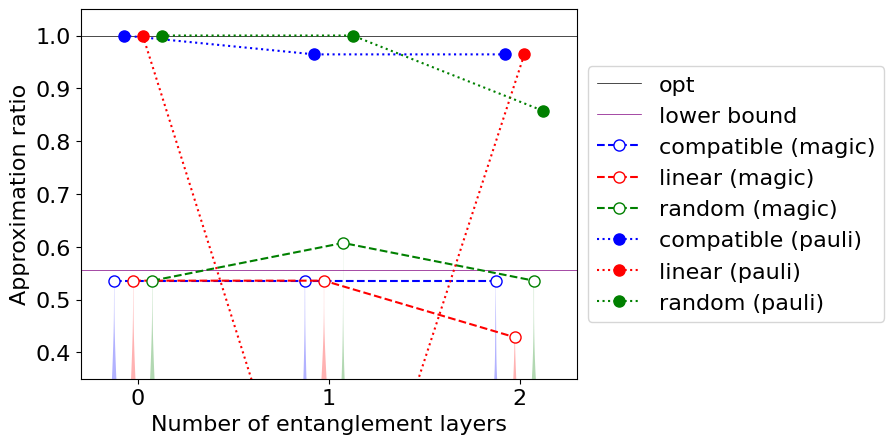 1.0
0.9
0.8
0.7
0.6
0.5
0.4
Approximation ratio
0 1 2
Number of entanglement layers
opt
lower bound
compatible (magic)
linear (magic)
random (magic)
compatible (pauli)
linear (pauli)
random (pauli)